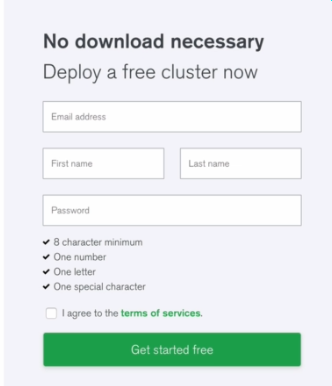 No download necessary
Deploy a free cluster now
Email address
First name
Last name
Password
✔ 8 character minimum
✔ One number
✔ One letter
✔ One special character
I agree to the terms of services.
Get started free